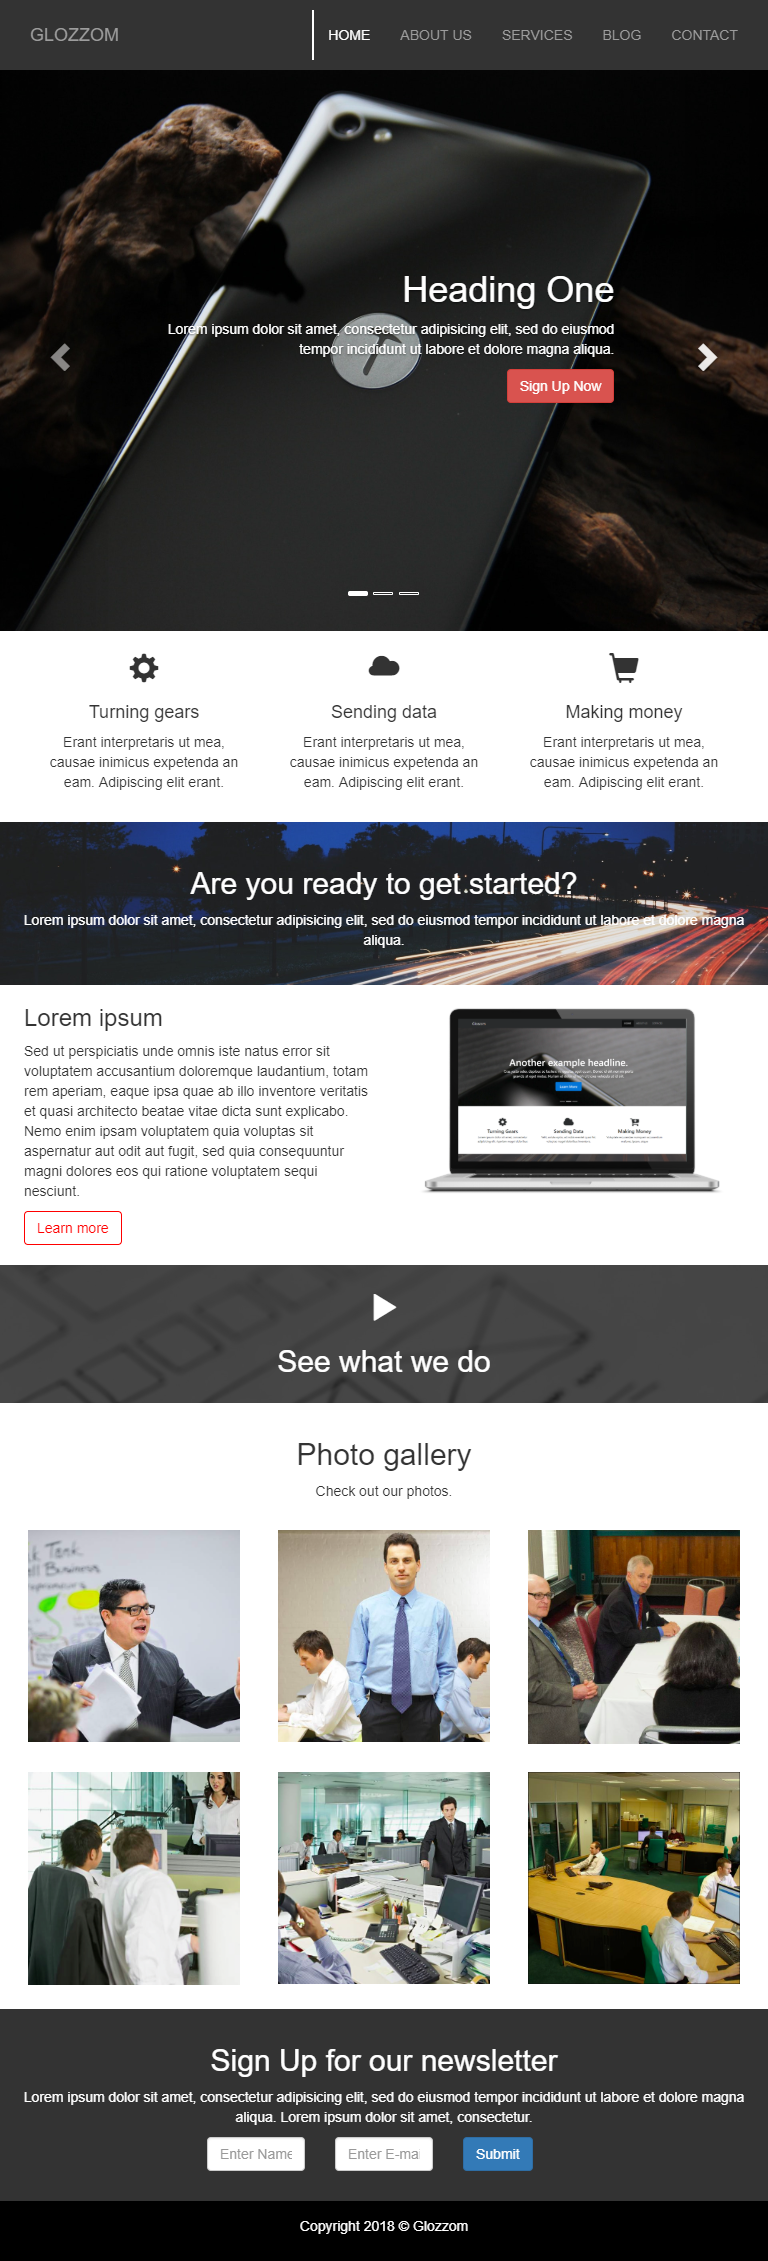 GLOZZOM HOME ABOUT US SERVICES BLOG CONTACT
Heading One
Lorem ipsum dolor sit amet, consectetur adipisicing elit, sed do eiusmod
tempor incididunt ut labore et dolore magna aliqua.
Sign Up Now
Turning gears
Erant interpretaris ut mea,
causae inimicus expetenda an
eam. Adipiscing elit erant.
Sending data
Erant interpretaris ut mea,
causae inimicus expetenda an
eam. Adipiscing elit erant.
Making money
Erant interpretaris ut mea,
causae inimicus expetenda an
eam. Adipiscing elit erant.
Are you ready to get started?
Lorem ipsum dolor sit amet, consectetur adipisicing elit, sed do eiusmod tempor incididunt ut labore et dolore magna
aliqua.
Lorem ipsum
Sed ut perspiciatis unde omnis iste natus error sit
voluptatem accusantium doloremque laudantium, totam
rem aperiam, eaque ipsa quae ab illo inventore veritatis
et quasi architecto beatae vitae dicta sunt explicabo.
Nemo enim ipsam voluptatem quia voluptas sit
aspernatur aut odit aut fugit, sed quia consequuntur
magni dolores eos qui ratione voluptatem sequi
nesciunt.
Learn more
Glozzom
Another example headline.
Learn More
Turning Gears
Sending Data
Making Money
See what we do
Photo gallery
Check out our photos.
Tank
ll Business
Sign Up for our newsletter
Lorem ipsum dolor sit amet, consectetur adipisicing elit, sed do eiusmod tempor incididunt ut labore et dolore magna
aliqua. Lorem ipsum dolor sit amet, consectetur.
Enter Name Enter E-mai Submit
Copyright 2018 © Glozzom